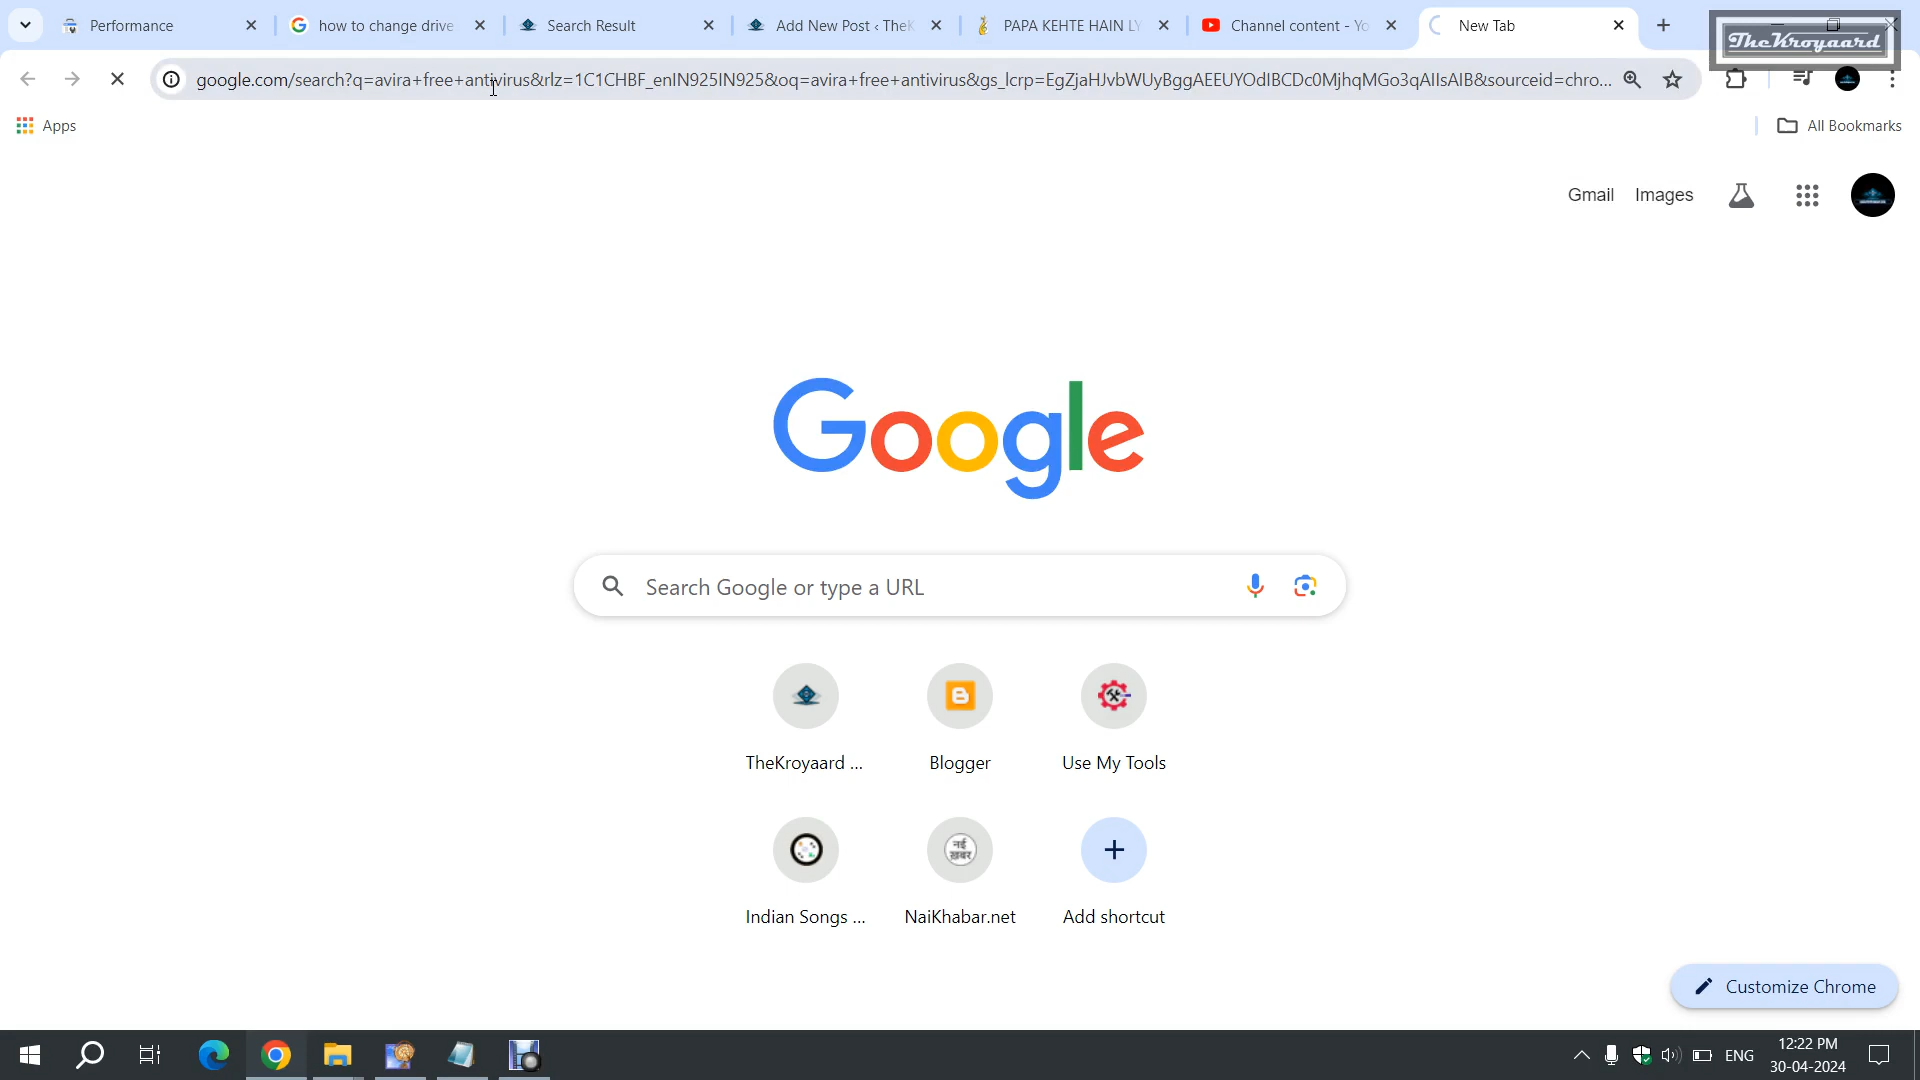 Performance
how to change drive
Search Result
Add New Post ‹ TheK
PAPA KEHTE HAIN LY
Channel content - Yo
New Tab
TheKroyaard
google.com/search?q=avira+free+antivirus&rlz=1C1CHBF_enIN925IN925&oq=avira+free+antivirus&gs_lcrp=EgZjaHJvbWUyBggAEEUYOdIBCDc0MjhqMGo3qAIIsAIB&sourceid=chro...
Apps
All Bookmarks
Gmail
Images
Google
Search Google or type a URL
TheKroyaard ...
Blogger
Use My Tools
नई
ख़बर
Indian Songs ...
NaiKhabar.net
Add shortcut
Customize Chrome
ENG
12:22 PM
30-04-2024